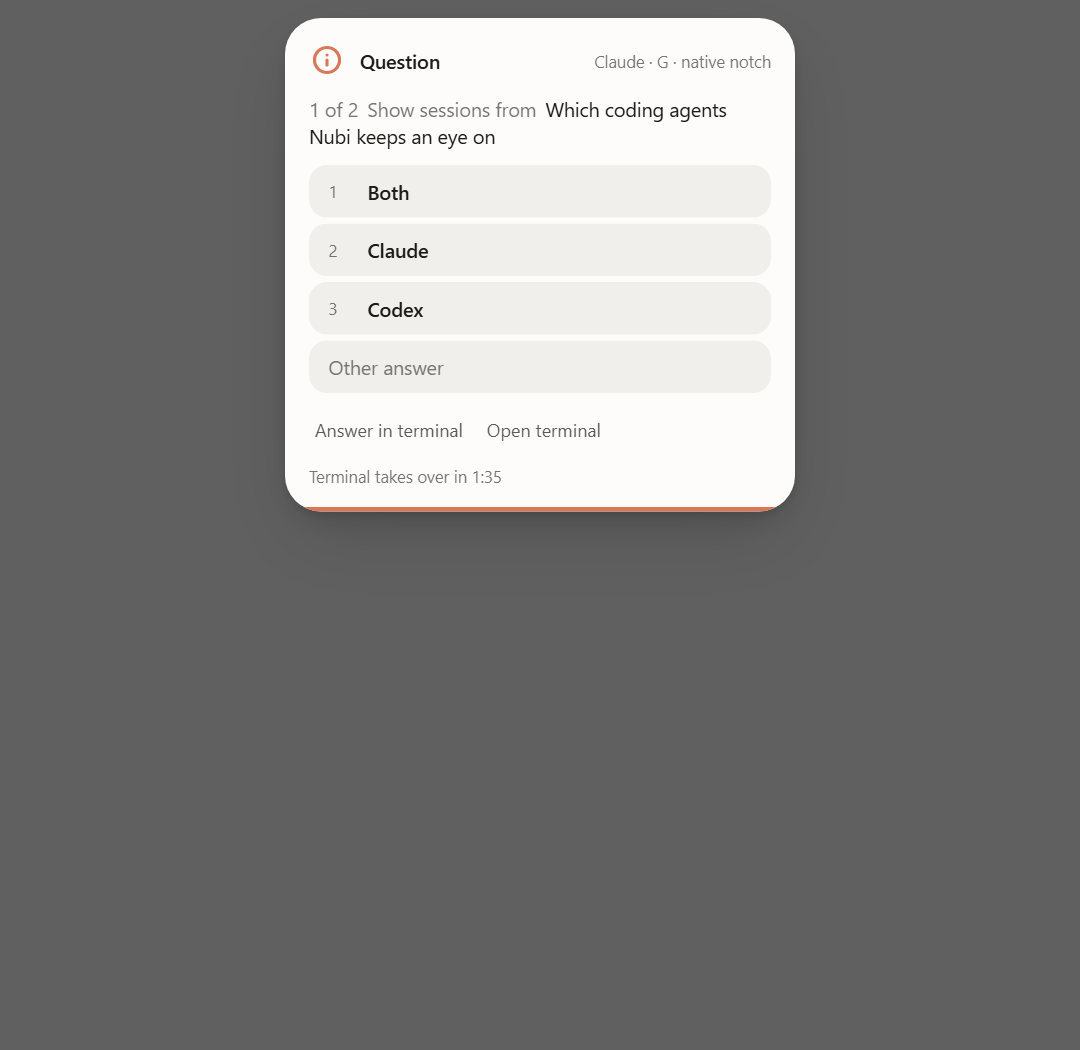 Question
Claude · G · native notch
1 of 2 Show sessions from Which coding agents
Nubi keeps an eye on
1 Both
2 Claude
3 Codex
Other answer
Answer in terminal Open terminal
Terminal takes over in 1:35